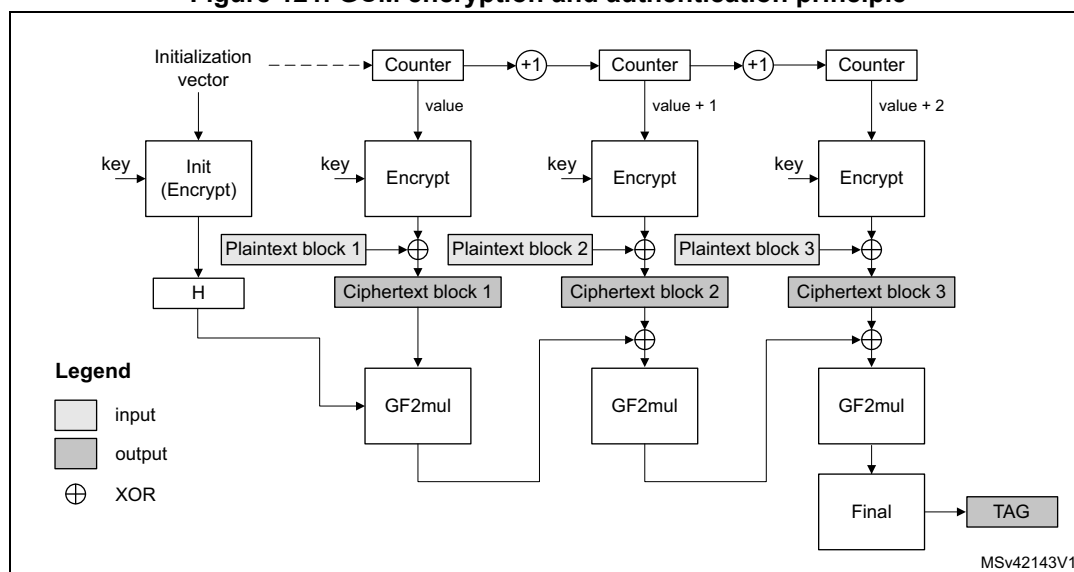 Initialization
vector
Counter
+1
Counter
+1
Counter
value
value + 1
value + 2
key
Init
(Encrypt)
key
Encrypt
key
Encrypt
key
Encrypt
Plaintext block 1
Plaintext block 2
Plaintext block 3
H
Ciphertext block 1
Ciphertext block 2
Ciphertext block 3
Legend
input
output
XOR
GF2mul
GF2mul
GF2mul
Final
TAG
MSv42143V1